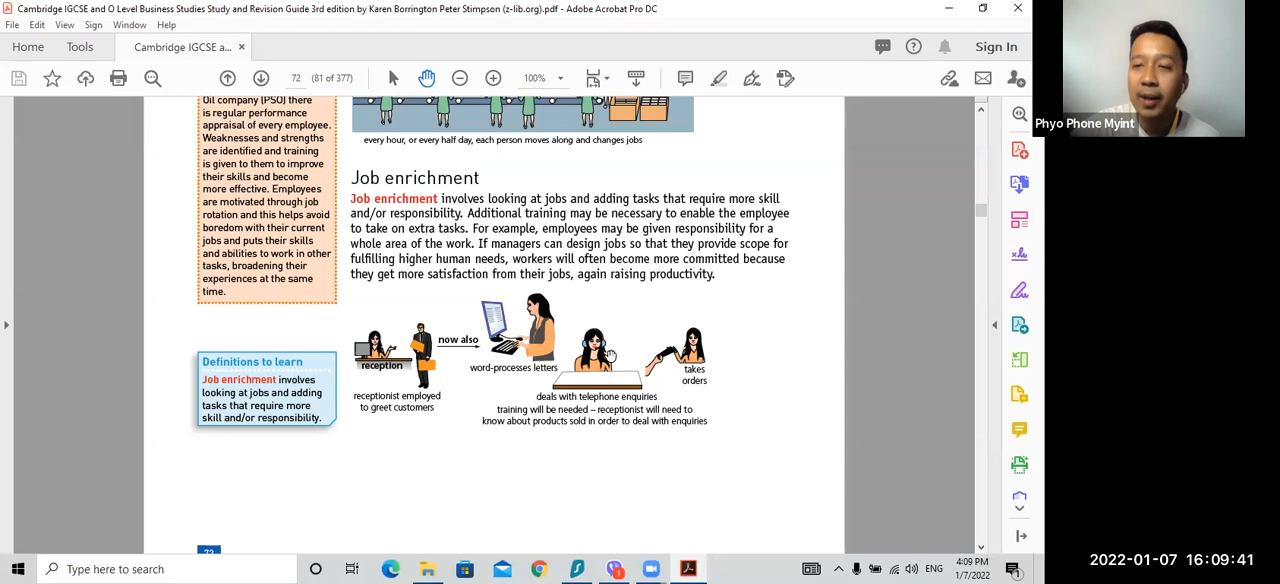 Cambridge IGCSE and O Level Business Studies Study and Revision Guide 3rd edition by Karen Borrington Peter Stimpson (z-lib.org).pdf - Adobe Acrobat Pro DC
File Edit View Sign Window Help
Home Tools Cambridge IGCSE a... × Sign In
72 (81 of 377) 100%
Phyo Phone Myint
Oil company (PSO) there
is regular performance
appraisal of every employee.
Weaknesses and strengths
are identified and training
is given to them to improve
their skills and become
more effective. Employees
are motivated through job
rotation and this helps avoid
boredom with their current
jobs and puts their skills
and abilities to work in other
tasks, broadening their
experiences at the same
time.
every hour, or every half day, each person moves along and changes jobs
Job enrichment
Job enrichment involves looking at jobs and adding tasks that require more skill
and/or responsibility. Additional training may be necessary to enable the employee
to take on extra tasks. For example, employees may be given responsibility for a
whole area of the work. If managers can design jobs so that they provide scope for
fulfilling higher human needs, workers will often become more committed because
they get more satisfaction from their jobs, again raising productivity.
Definitions to learn
Job enrichment involves
looking at jobs and adding
tasks that require more
skill and/or responsibility.
reception
receptionist employed
to greet customers
now also
word-processes letters
takes
orders
deals with telephone enquiries
training will be needed – receptionist will need to
know about products sold in order to deal with enquiries
72
Type here to search
1
ENG
4:09 PM
1/7/2022
1
2022-01-07 16:09:41